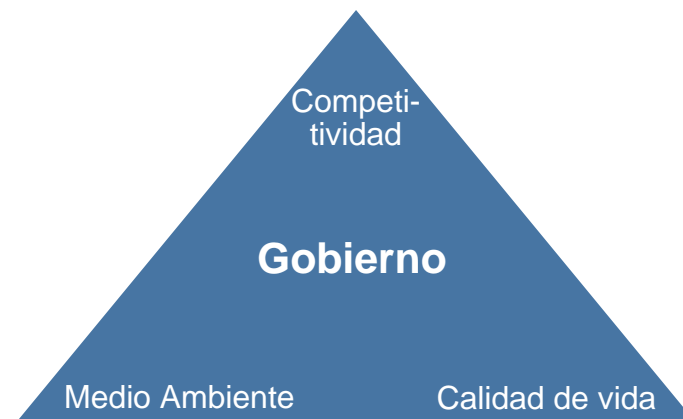 Competi-
tividad
Gobierno
Medio Ambiente
Calidad de vida